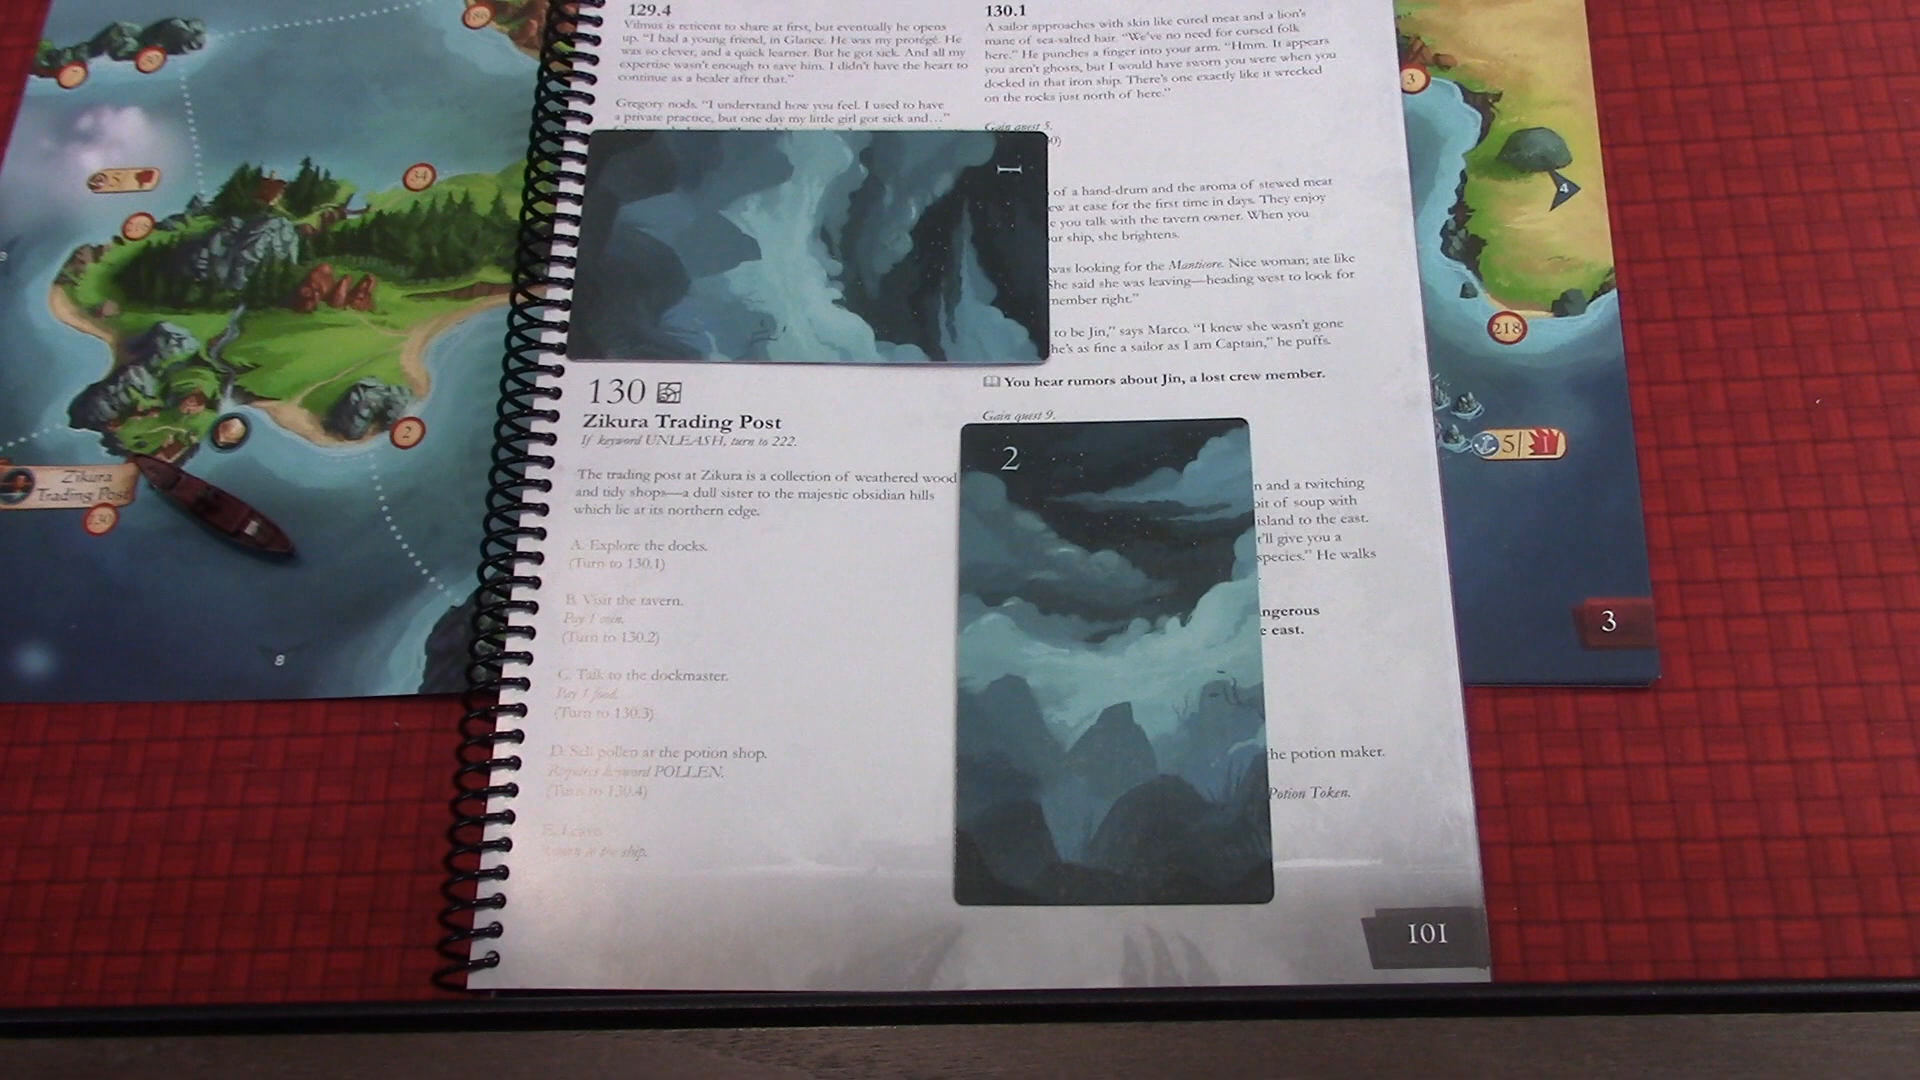 129.4
Vilmus is reticent to share at first, but eventually he opens
up. "I had a young friend, in Glance. He was my protégé. He
was so clever, and a quick learner. But he got sick. And all my
expertise wasn't enough to save him. I didn't have the heart to
continue as a healer after that."
Gregory nods. "I understand how you feel. I used to have
a private practice, but one day my little girl got sick and…"
I
130
Zikura Trading Post
If keyword UNLEASH, turn to 222.
The trading post at Zikura is a collection of weathered wood
and tidy shops—a dull sister to the majestic obsidian hills
which lie at its northern edge.
A. Explore the docks.
(Turn to 130.1)
B. Visit the tavern.
Pay 1 coin.
(Turn to 130.2)
C. Talk to the dockmaster.
Pay 1 food.
(Turn to 130.3)
D. Sell pollen at the potion shop.
Requires keyword POLLEN.
(Turn to 130.4)
E. Leave.
Return to the ship.
130.1
A sailor approaches with skin like cured meat and a lion's
mane of sea-salted hair. "We've no need for cursed folk
here." He punches a finger into your arm. "Hmm. It appears
you aren't ghosts, but I would have sworn you were when you
docked in that iron ship. There's one exactly like it wrecked
on the rocks just north of here."
Gain quest 5.
0)
of a hand-drum and the aroma of stewed meat
ew at ease for the first time in days. They enjoy
e you talk with the tavern owner. When you
ur ship, she brightens.
was looking for the Manticore. Nice woman; ate like
She said she was leaving—heading west to look for
member right."
to be Jin," says Marco. "I knew she wasn't gone
he's as fine a sailor as I am Captain," he puffs.
You hear rumors about Jin, a lost crew member.
Gain quest 9.
2
n and a twitching
bit of soup with
island to the east.
t'll give you a
species." He walks
ngerous
e east.
the potion maker.
Potion Token.
101
7
30
186
5
34
2
Zikura
Trading Post
130
8
3
4
218
5
3